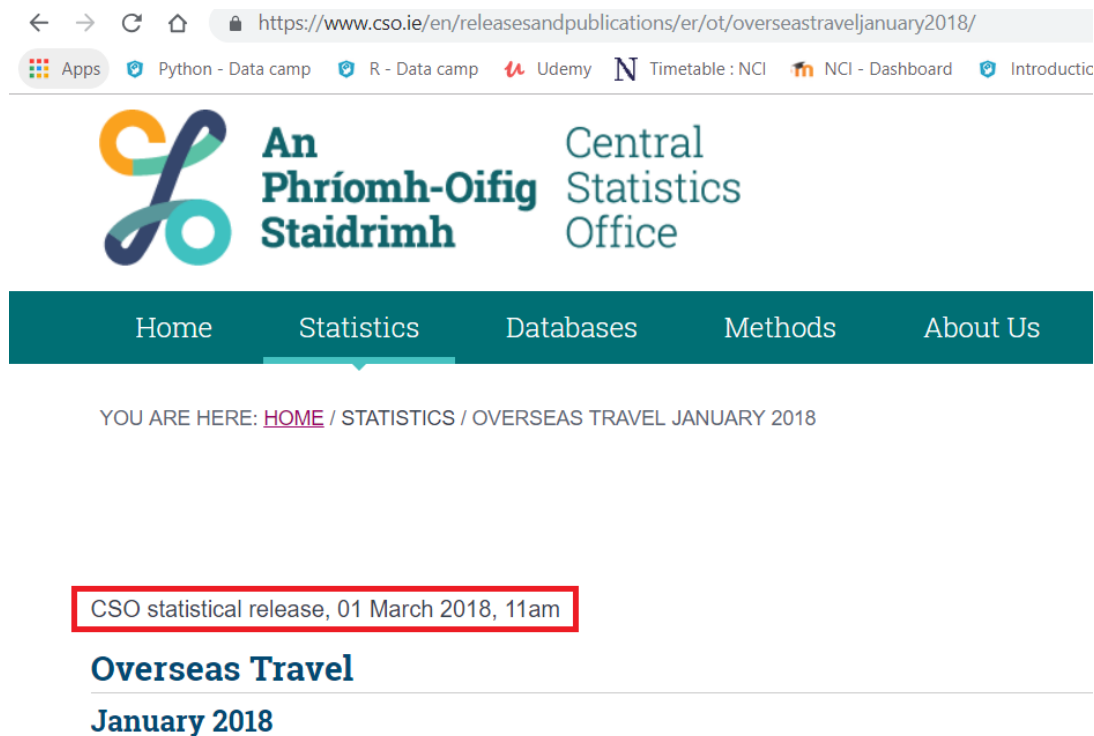 https://www.cso.ie/en/releasesandpublications/er/ot/overseastraveljanuary2018/
Apps Python - Data camp R - Data camp Udemy N Timetable : NCI NCI - Dashboard Introductio
An
Phríomh-Oifig
Staidrimh
Central
Statistics
Office
Home Statistics Databases Methods About Us
YOU ARE HERE: HOME / STATISTICS / OVERSEAS TRAVEL JANUARY 2018
CSO statistical release, 01 March 2018, 11am
Overseas Travel
January 2018